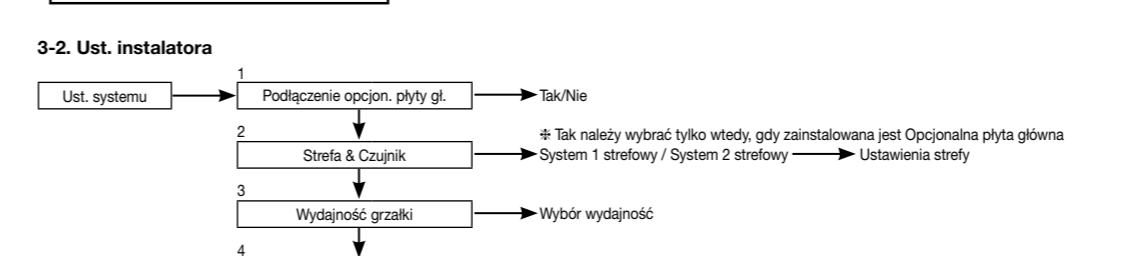 3-2. Ust. instalatora
1
Ust. systemu
Podłączenie opcjon. płyty gł.
Tak/Nie
2
❉ Tak należy wybrać tylko wtedy, gdy zainstalowana jest Opcjonalna płyta główna
Strefa & Czujnik
System 1 strefowy / System 2 strefowy
Ustawienia strefy
3
Wydajność grzałki
Wybór wydajność
4